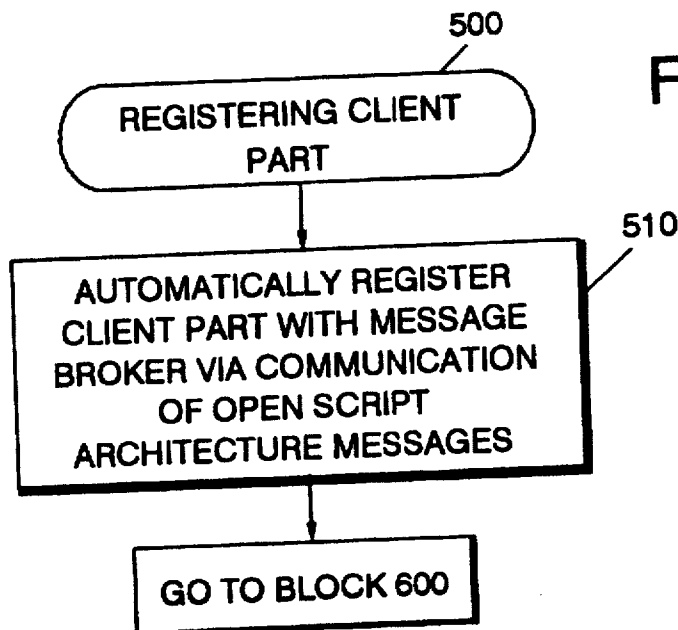 500
F
REGISTERING CLIENT
PART
510
AUTOMATICALLY REGISTER
CLIENT PART WITH MESSAGE
BROKER VIA COMMUNICATION
OF OPEN SCRIPT
ARCHITECTURE MESSAGES
GO TO BLOCK 600